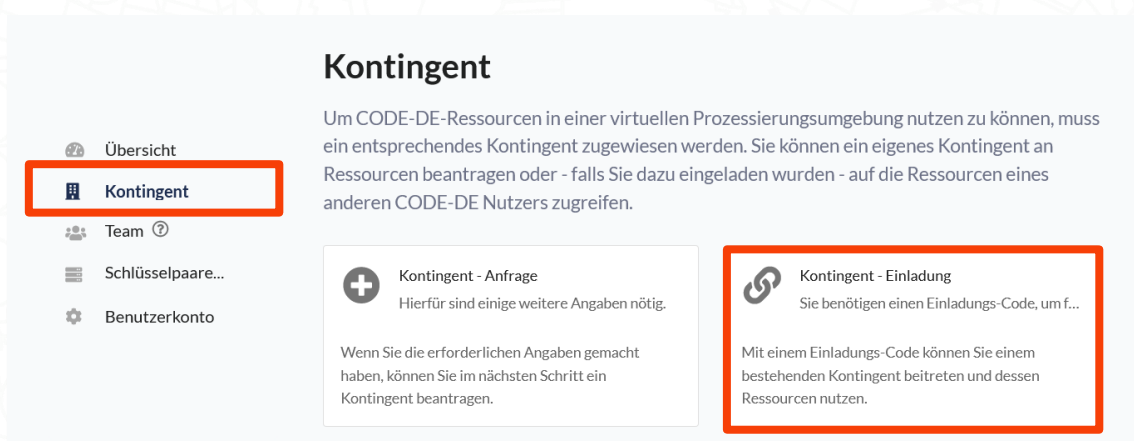 Kontingent
Um CODE-DE-Ressourcen in einer virtuellen Prozessierungsumgebung nutzen zu können, muss
ein entsprechendes Kontingent zugewiesen werden. Sie können ein eigenes Kontingent an
Ressourcen beantragen oder - falls Sie dazu eingeladen wurden - auf die Ressourcen eines
anderen CODE-DE Nutzers zugreifen.
Übersicht
Kontingent
Team ?
Schlüsselpaare...
Benutzerkonto
Kontingent - Anfrage
Hierfür sind einige weitere Angaben nötig.
Wenn Sie die erforderlichen Angaben gemacht
haben, können Sie im nächsten Schritt ein
Kontingent beantragen.
Kontingent - Einladung
Sie benötigen einen Einladungs-Code, um f...
Mit einem Einladungs-Code können Sie einem
bestehenden Kontingent beitreten und dessen
Ressourcen nutzen.